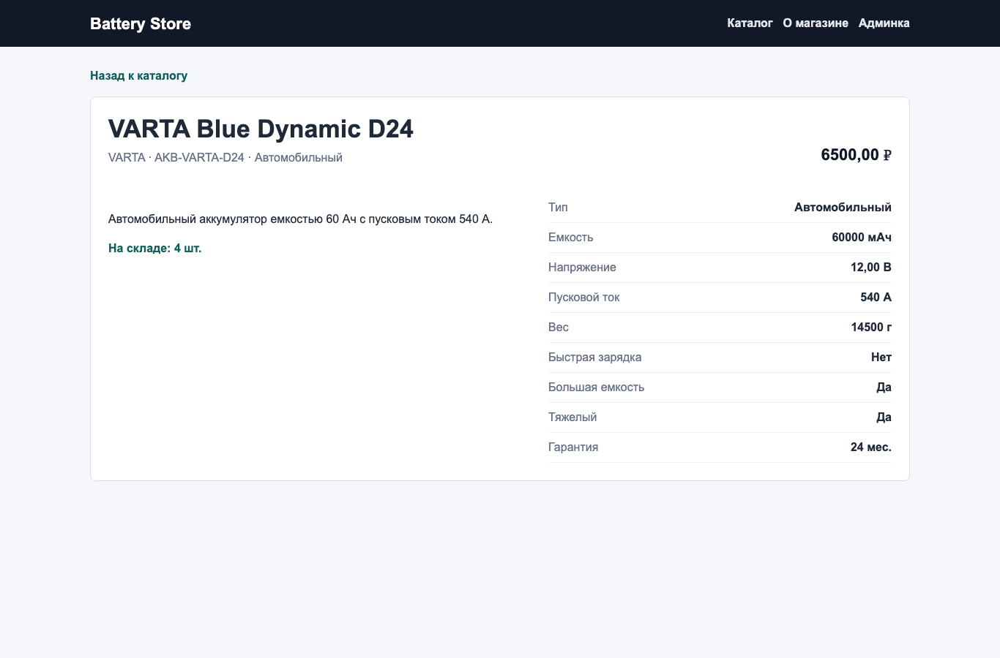 Battery Store
Каталог О магазине Админка
Назад к каталогу
VARTA Blue Dynamic D24
VARTA · AKB-VARTA-D24 · Автомобильный
6500,00 ₽
Автомобильный аккумулятор емкостью 60 Ач с пусковым током 540 А.
На складе: 4 шт.
Тип Автомобильный
Емкость 60000 мАч
Напряжение 12,00 В
Пусковой ток 540 А
Вес 14500 г
Быстрая зарядка Нет
Большая емкость Да
Тяжелый Да
Гарантия 24 мес.